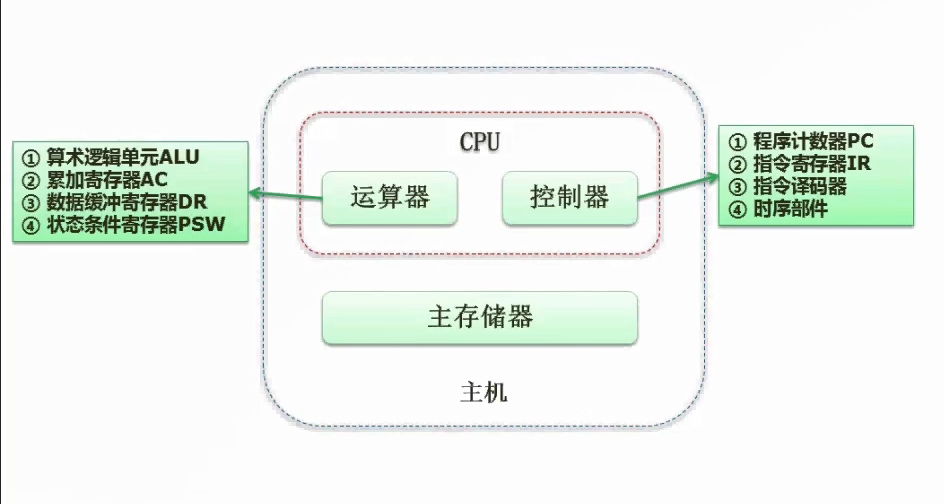 CPU
① 算术逻辑单元ALU
② 累加寄存器AC
③ 数据缓冲寄存器DR
④ 状态条件寄存器PSW
运算器
控制器
① 程序计数器PC
② 指令寄存器IR
③ 指令译码器
④ 时序部件
主存储器
主机